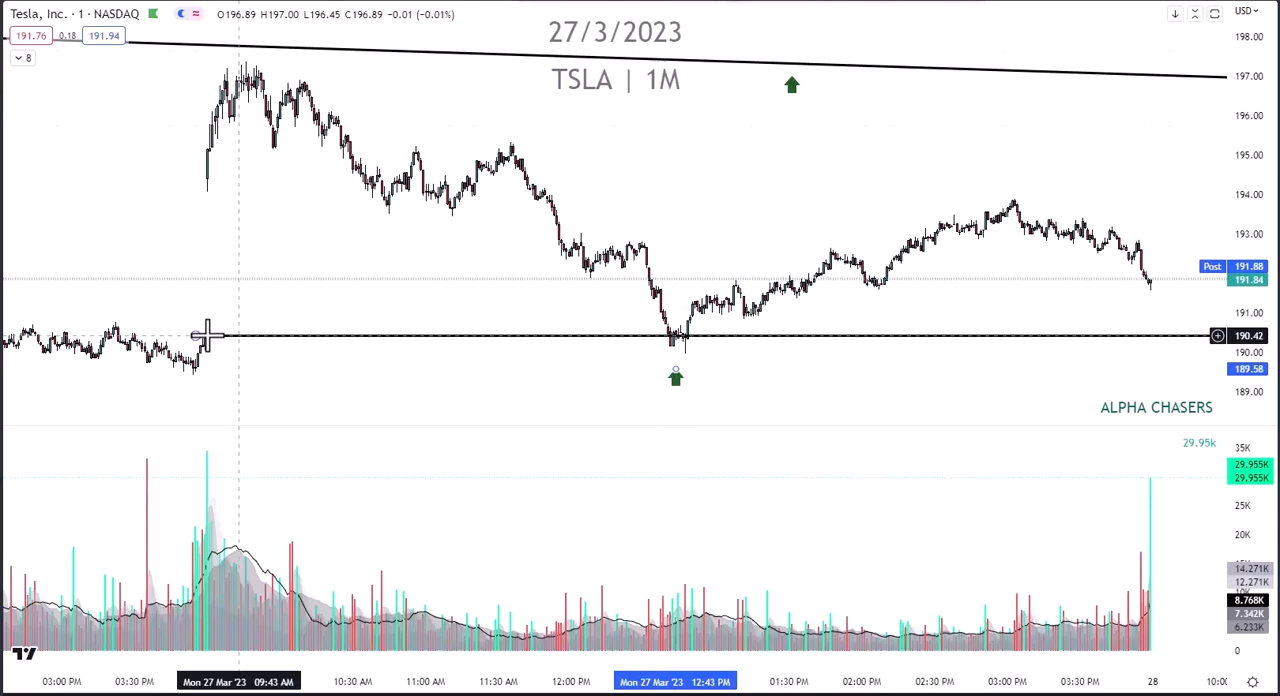 Tesla, Inc. · 1 · NASDAQ O196.89 H197.00 L196.45 C196.89 -0.01 (-0.01%)
USD
191.76 0.18 191.94
8
27/3/2023
TSLA | 1M
198.00
197.00
196.00
195.00
194.00
193.00
Post 191.88
191.84
191.00
190.42
190.00
189.58
189.00
ALPHA CHASERS
29.95k
35K
29.955K
29.955K
25K
20K
14.271K
12.271K
10K
8.768K
7.342K
6.233K
0
03:00 PM 03:30 PM Mon 27 Mar '23 09:43 AM 10:30 AM 11:00 AM 11:30 AM 12:00 PM Mon 27 Mar '23 12:43 PM 01:30 PM 02:00 PM 02:30 PM 03:00 PM 03:30 PM 28 10:00